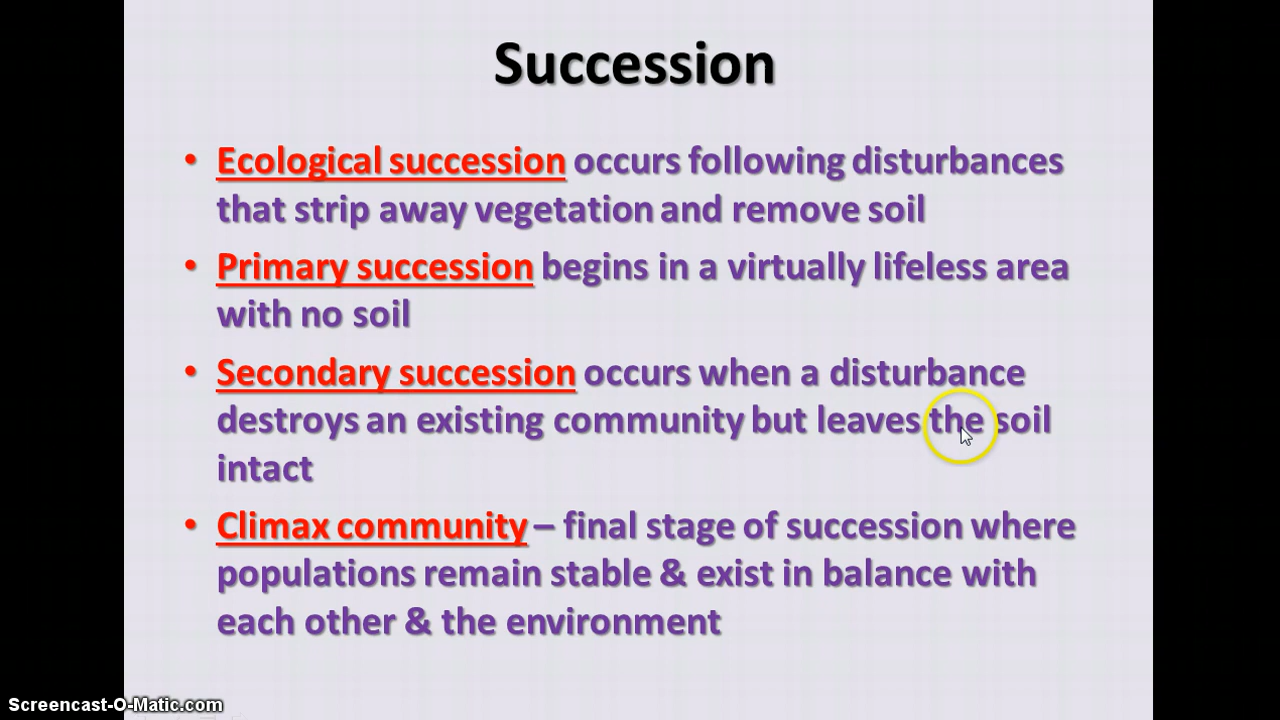 Succession
• Ecological succession occurs following disturbances
that strip away vegetation and remove soil
• Primary succession begins in a virtually lifeless area
with no soil
• Secondary succession occurs when a disturbance
destroys an existing community but leaves the soil
intact
• Climax community – final stage of succession where
populations remain stable & exist in balance with
each other & the environment
Screencast-O-Matic.com